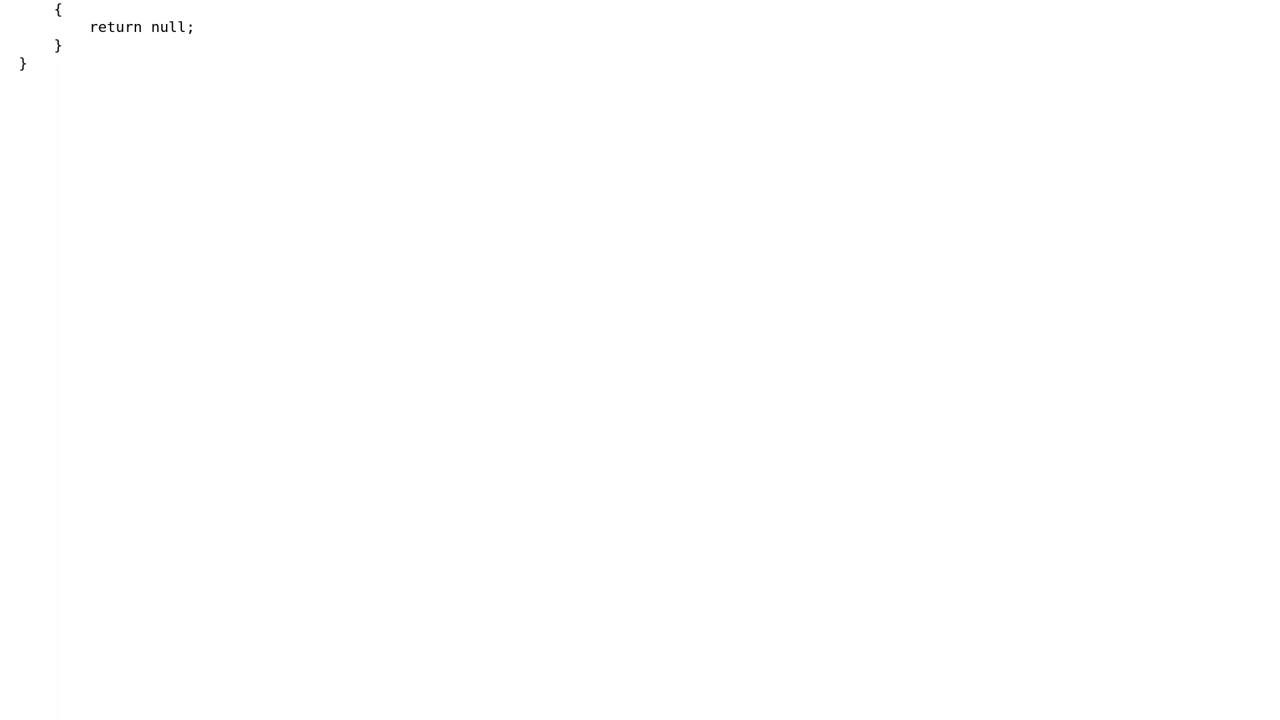 {
        return null;
    }
}